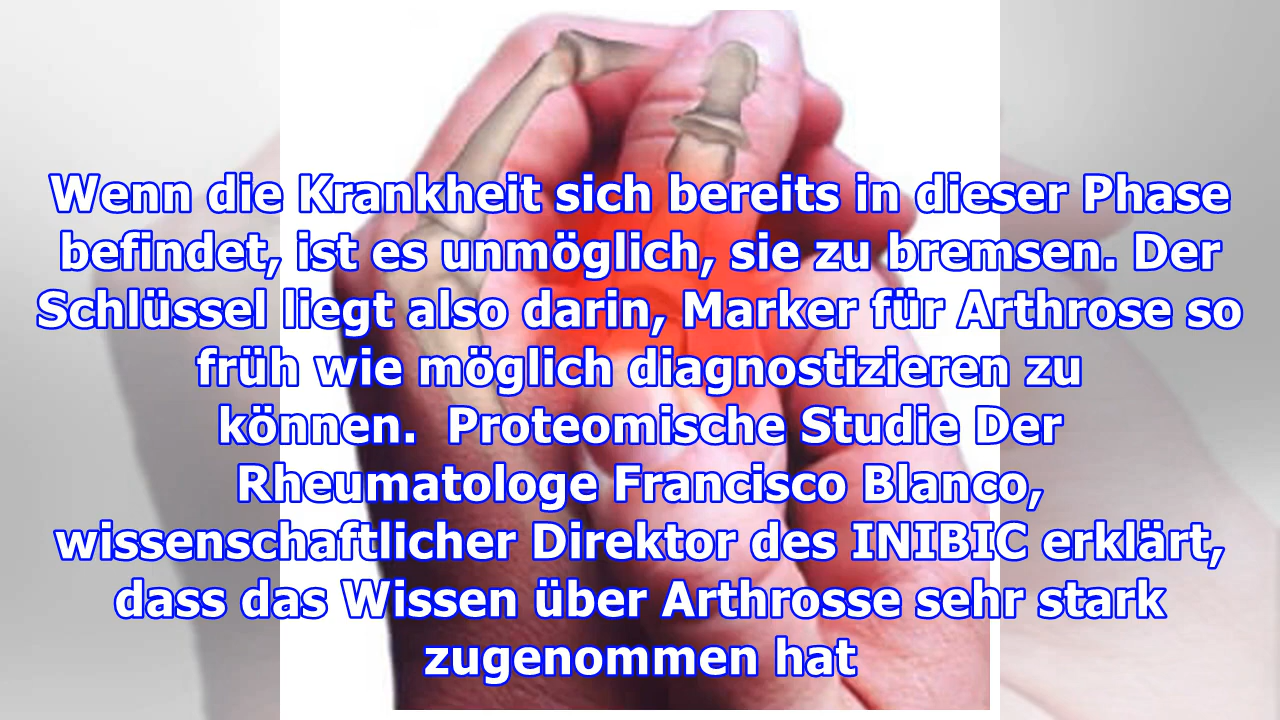 Wenn die Krankheit sich bereits in dieser Phase
befindet, ist es unmöglich, sie zu bremsen. Der
Schlüssel liegt also darin, Marker für Arthrose so
früh wie möglich diagnostizieren zu
können.  Proteomische Studie Der
Rheumatologe Francisco Blanco,
wissenschaftlicher Direktor des INIBIC erklärt,
dass das Wissen über Arthrosse sehr stark
zugenommen hat